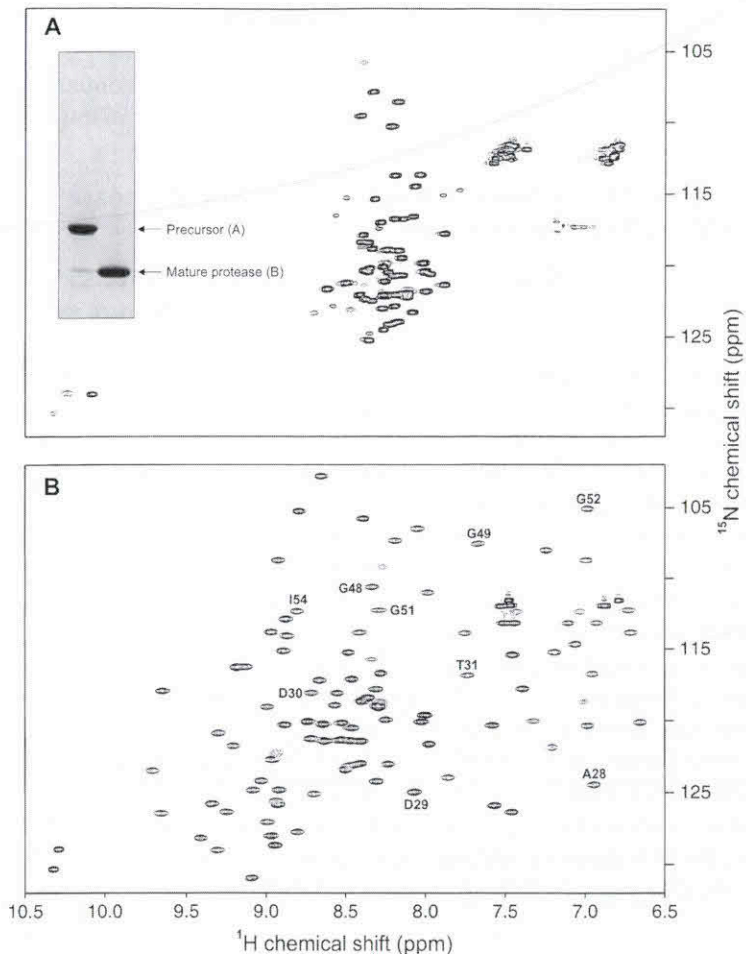 A
105
115
125
Precursor (A)
Mature protease (B)
B
105
115
125
G52
G49
G48
I54
G51
T31
D30
A28
D29
10.5 10.0 9.5 9.0 8.5 8.0 7.5 7.0 6.5
¹H chemical shift (ppm)
¹⁵N chemical shift (ppm)